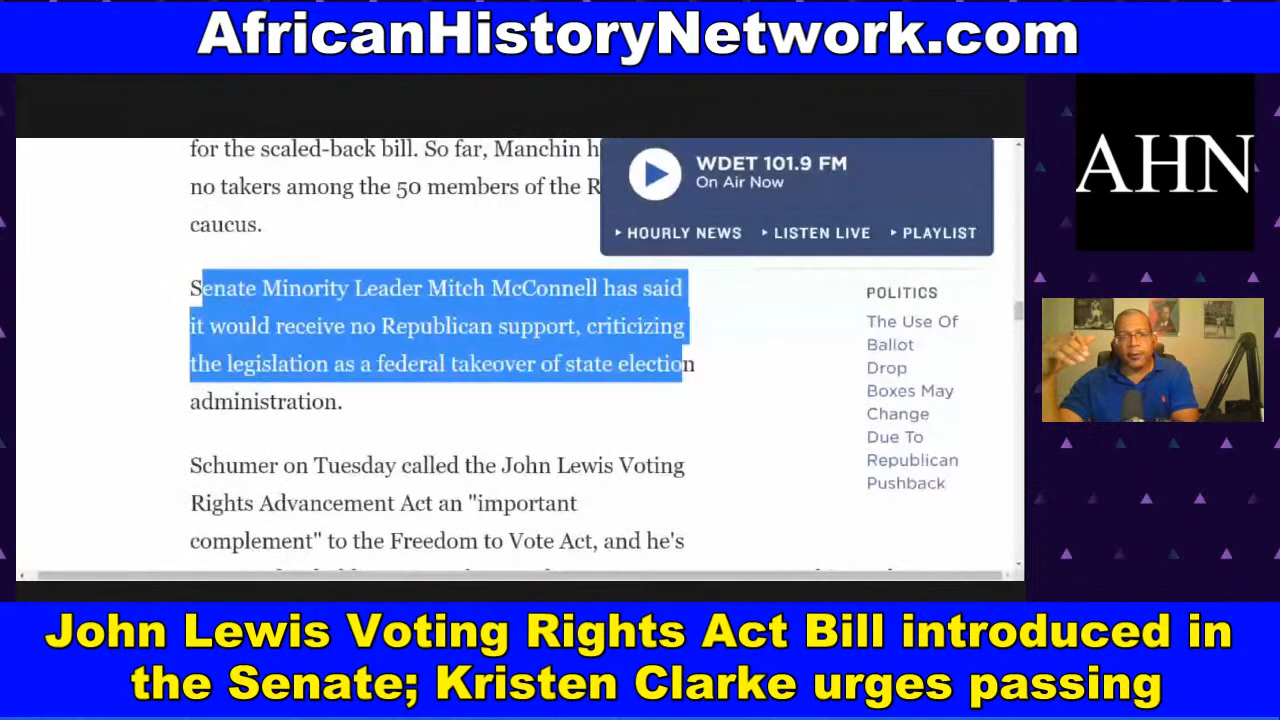 AfricanHistoryNetwork.com
AHN
for the scaled-back bill. So far, Manchin h
no takers among the 50 members of the R
caucus.
WDET 101.9 FM
On Air Now
HOURLY NEWS
LISTEN LIVE
PLAYLIST
Senate Minority Leader Mitch McConnell has said
it would receive no Republican support, criticizing
the legislation as a federal takeover of state election
administration.
Schumer on Tuesday called the John Lewis Voting
Rights Advancement Act an "important
complement" to the Freedom to Vote Act, and he's
POLITICS
The Use Of
Ballot
Drop
Boxes May
Change
Due To
Republican
Pushback
John Lewis Voting Rights Act Bill introduced in
the Senate; Kristen Clarke urges passing